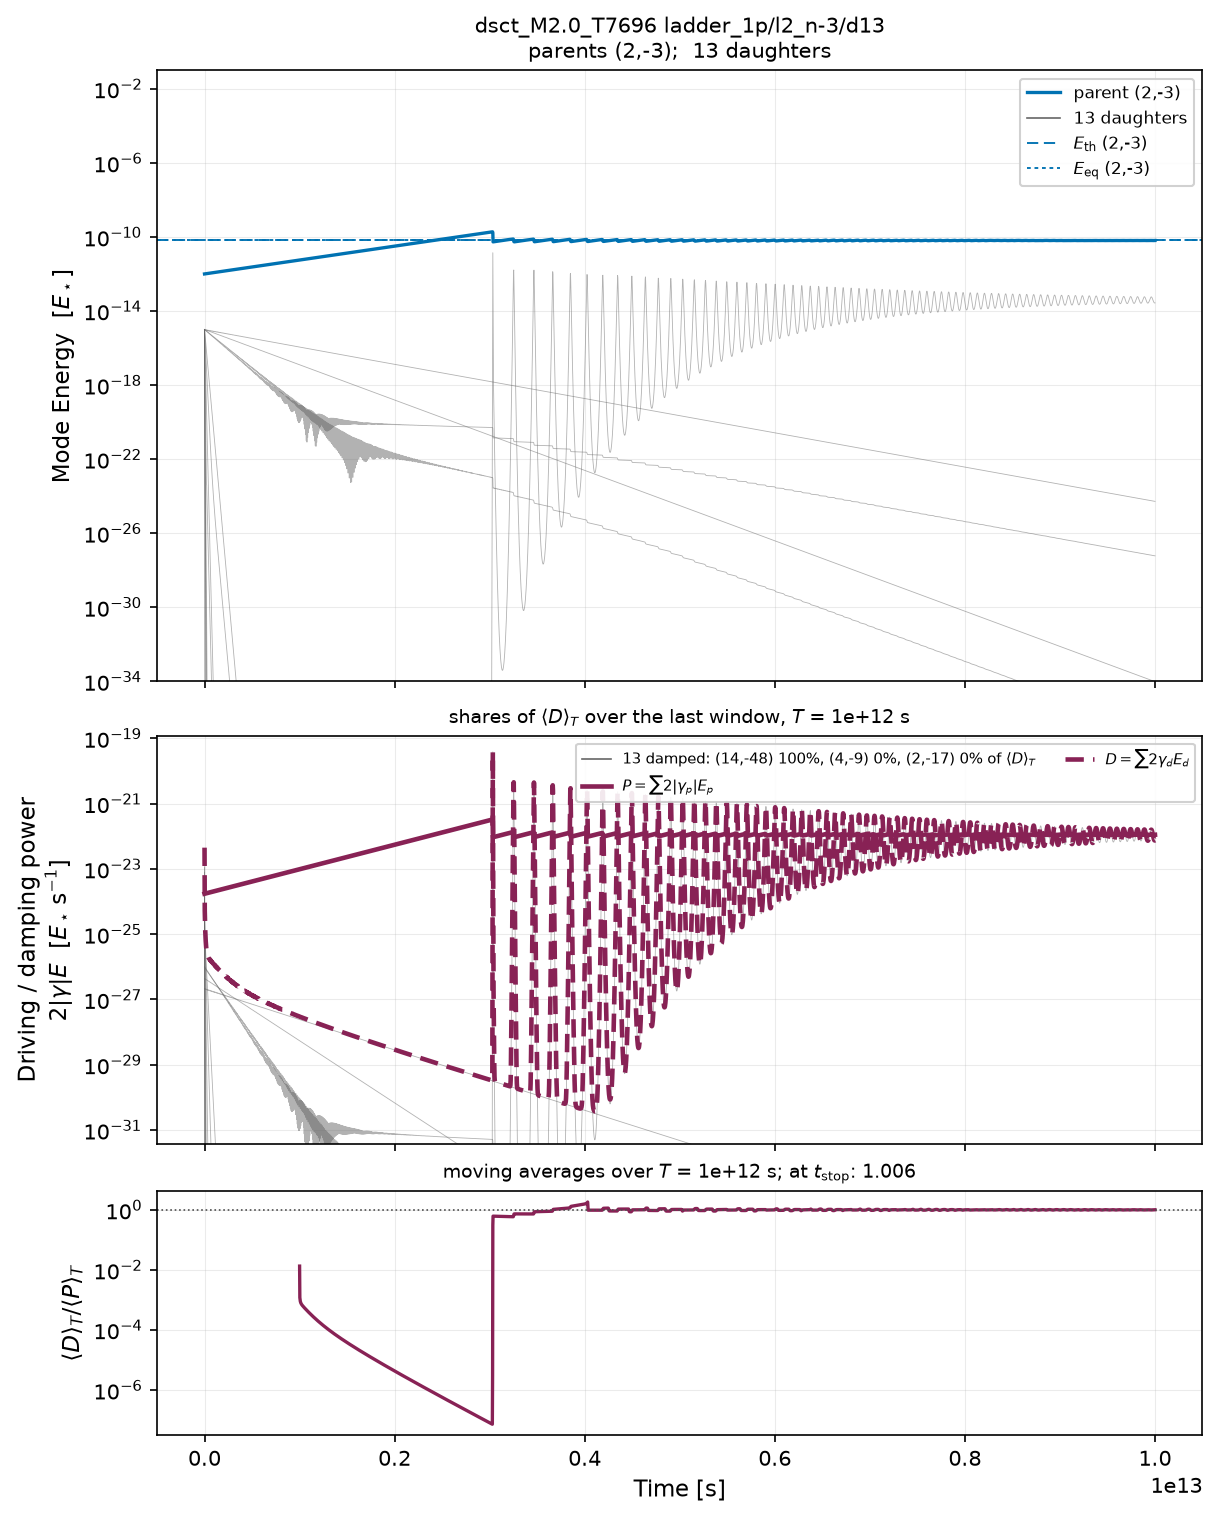 dsct_M2.0_T7696 ladder_1p/l2_n-3/d13
parents (2,-3);  13 daughters
parent (2,-3)
13 daughters
E_th (2,-3)
E_eq (2,-3)
Mode Energy [E_⋆]
10^−2
10^−6
10^−10
10^−14
10^−18
10^−22
10^−26
10^−30
10^−34
shares of ⟨D⟩_T over the last window, T = 1e+12 s
13 damped: (14,-48) 100%, (4,-9) 0%, (2,-17) 0% of ⟨D⟩_T
P = ∑2|γ_p|E_p
D = ∑2γ_dE_d
Driving / damping power
2|γ|E [E_⋆ s^−1]
10^−19
10^−21
10^−23
10^−25
10^−27
10^−29
10^−31
moving averages over T = 1e+12 s; at t_stop: 1.006
⟨D⟩_T/⟨P⟩_T
10^0
10^−2
10^−4
10^−6
0.0 0.2 0.4 0.6 0.8 1.0
1e13
Time [s]